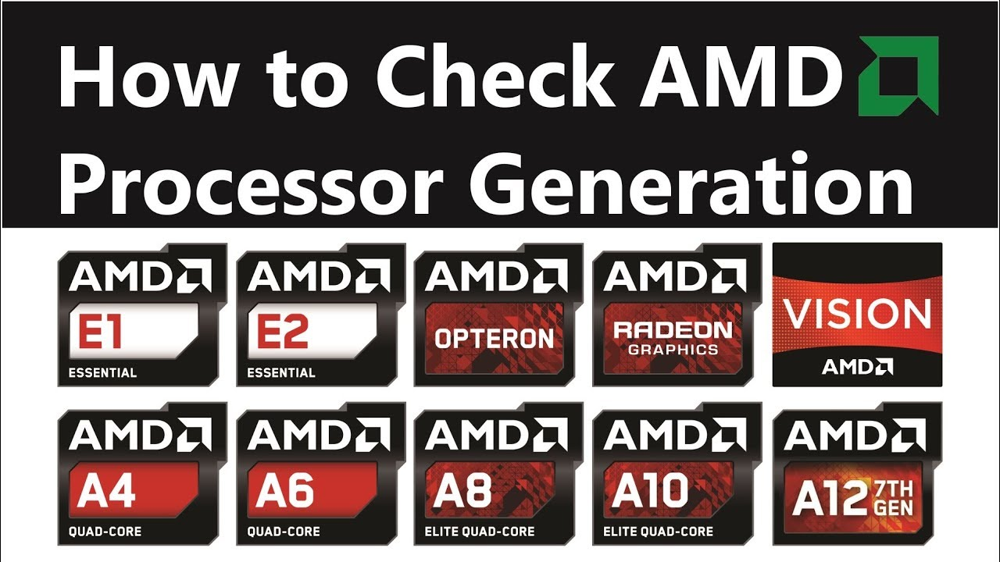 How to Check AMD
Processor Generation
AMD
E1
ESSENTIAL
AMD
E2
ESSENTIAL
AMD
OPTERON
AMD
RADEON
GRAPHICS
VISION
AMD
AMD
A4
QUAD-CORE
AMD
A6
QUAD-CORE
AMD
A8
ELITE QUAD-CORE
AMD
A10
ELITE QUAD-CORE
AMD
A12 7TH
GEN